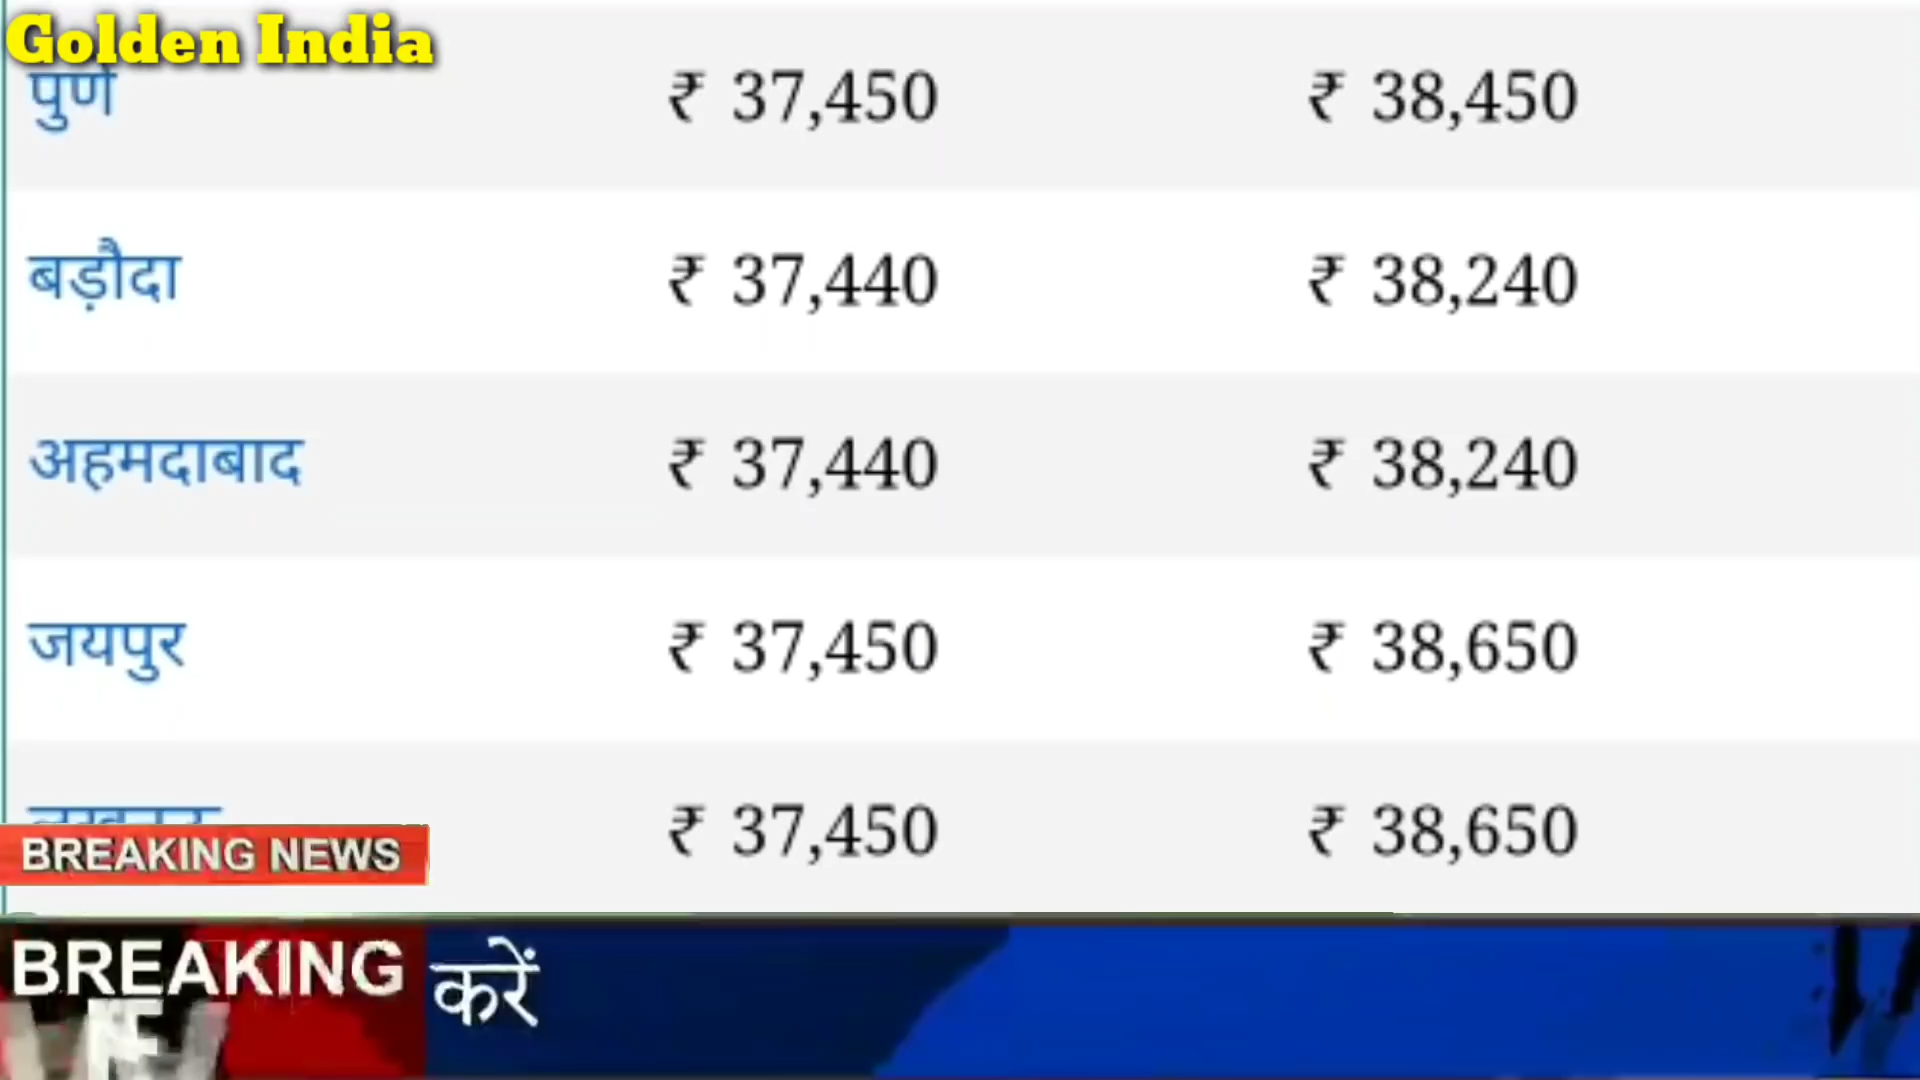 Golden India
पुणे ₹ 37,450 ₹ 38,450
बड़ौदा ₹ 37,440 ₹ 38,240
अहमदाबाद ₹ 37,440 ₹ 38,240
जयपुर ₹ 37,450 ₹ 38,650
₹ 37,450 ₹ 38,650
BREAKING NEWS
BREAKING करें